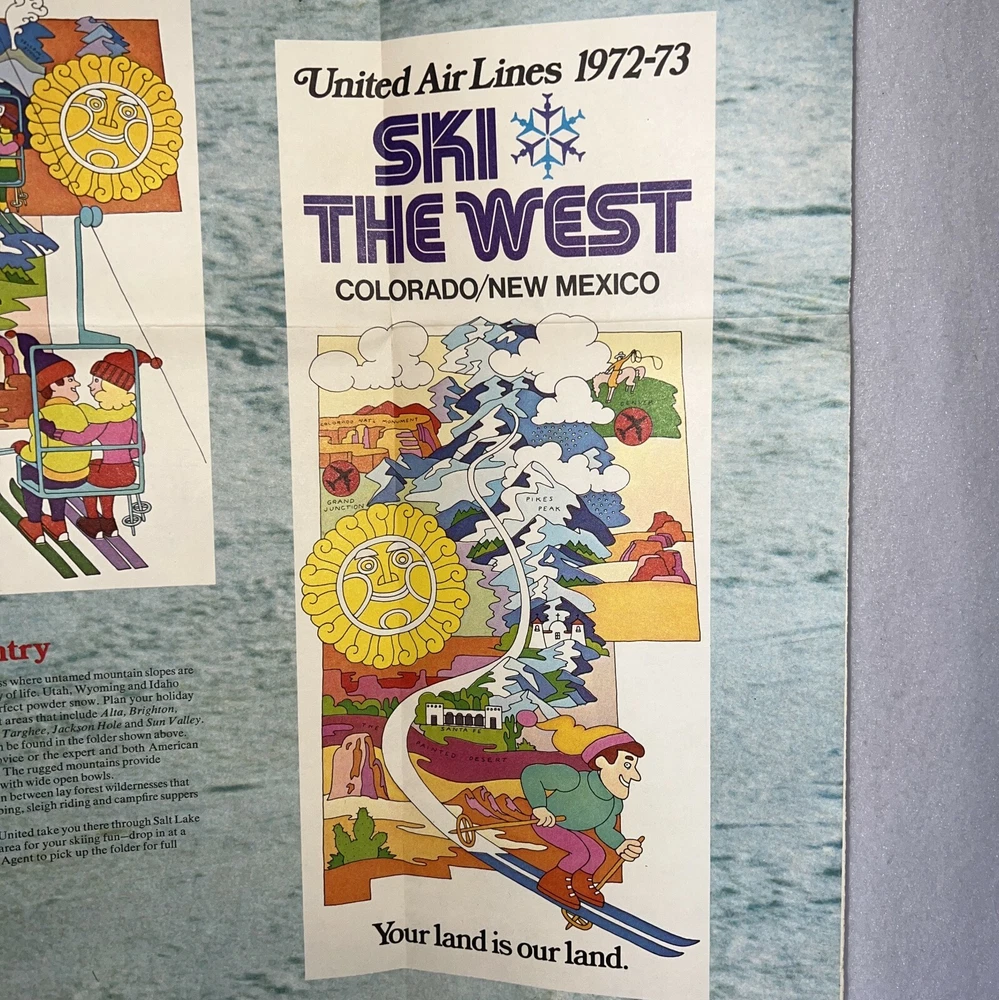 United Air Lines 1972-73
SKI
THE WEST
COLORADO/NEW MEXICO
COLORADO NAT'L MONUMENT
DENVER
GRAND
JUNCTION
PIKES
PEAK
SANTA FE
THE PAINTED DESERT
Your land is our land.
ntry
ss where untamed mountain slopes are
y of life. Utah, Wyoming and Idaho
rfect powder snow. Plan your holiday
t areas that include Alta, Brighton,
Targhee, Jackson Hole and Sun Valley.
n be found in the folder shown above.
vice or the expert and both American
The rugged mountains provide
with wide open bowls.
n between lay forest wildernesses that
ping, sleigh riding and campfire suppers
United take you there through Salt Lake
area for your skiing fun—drop in at a
Agent to pick up the folder for full